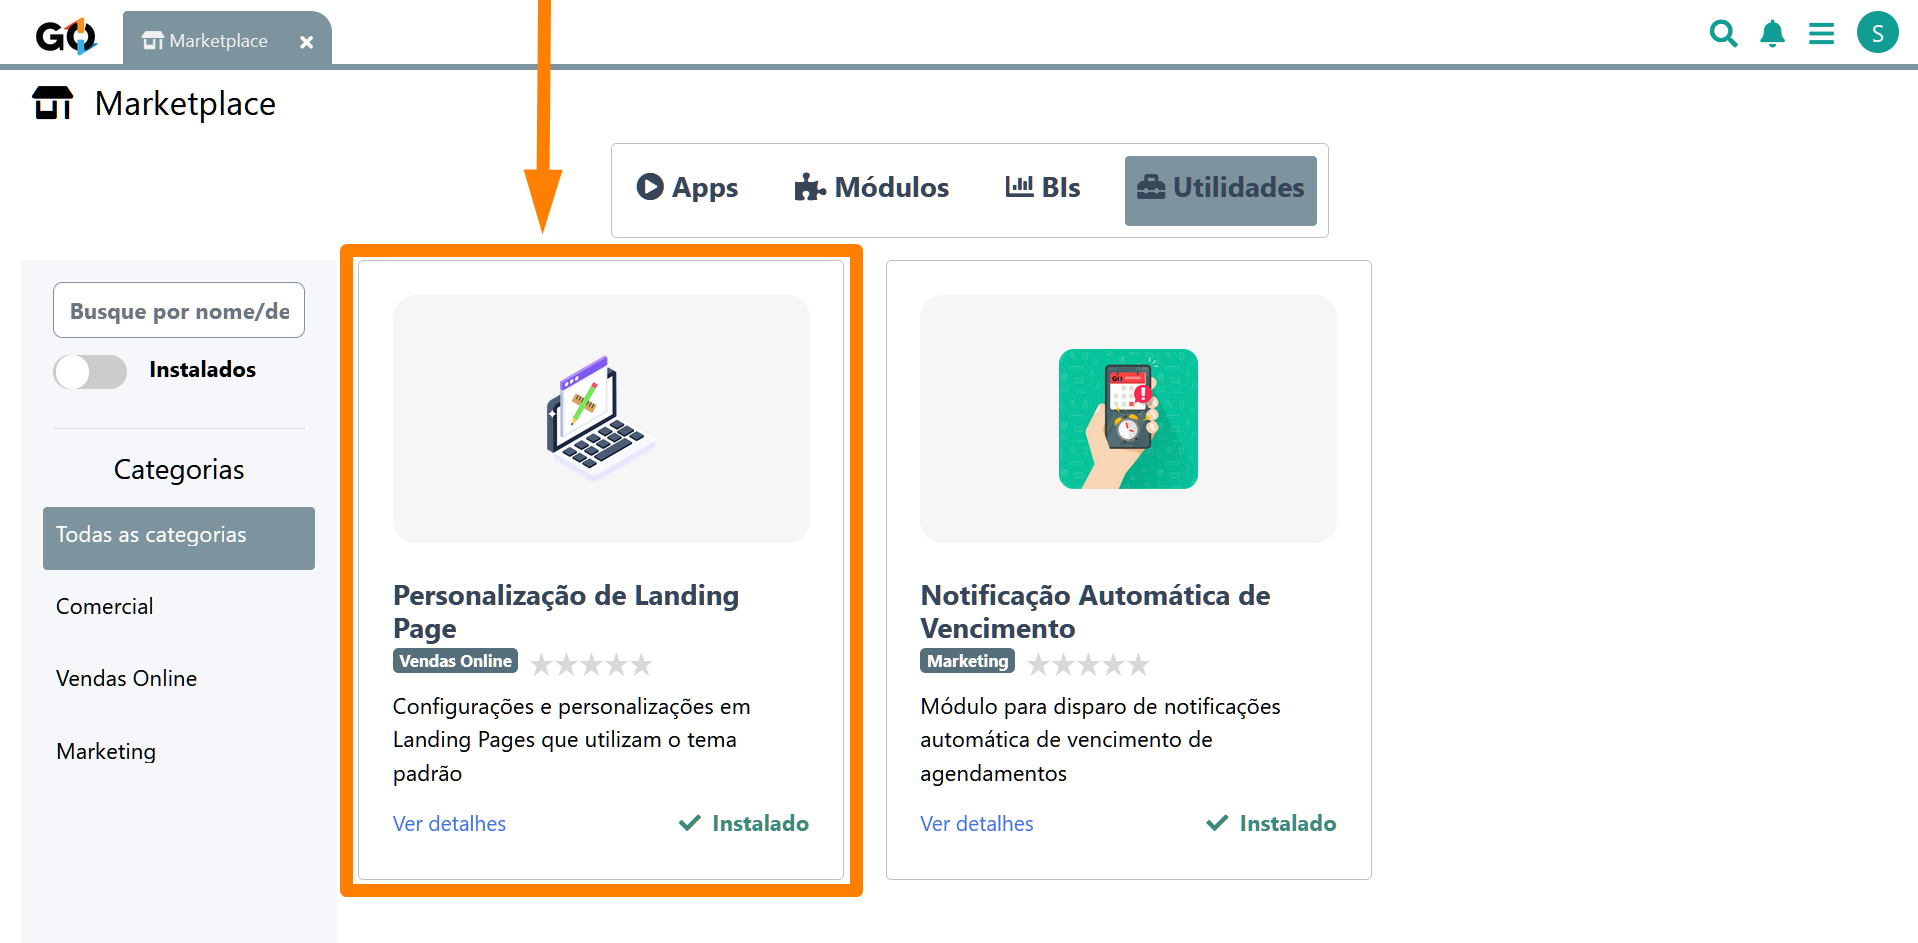 GO
Marketplace
S
Marketplace
Apps
Módulos
BIs
Utilidades
Busque por nome/de
Instalados
Categorias
Todas as categorias
Comercial
Vendas Online
Marketing
Personalização de Landing
Page
Vendas Online
Configurações e personalizações em
Landing Pages que utilizam o tema
padrão
Ver detalhes
Instalado
GO
Notificação Automática de
Vencimento
Marketing
Módulo para disparo de notificações
automática de vencimento de
agendamentos
Ver detalhes
Instalado